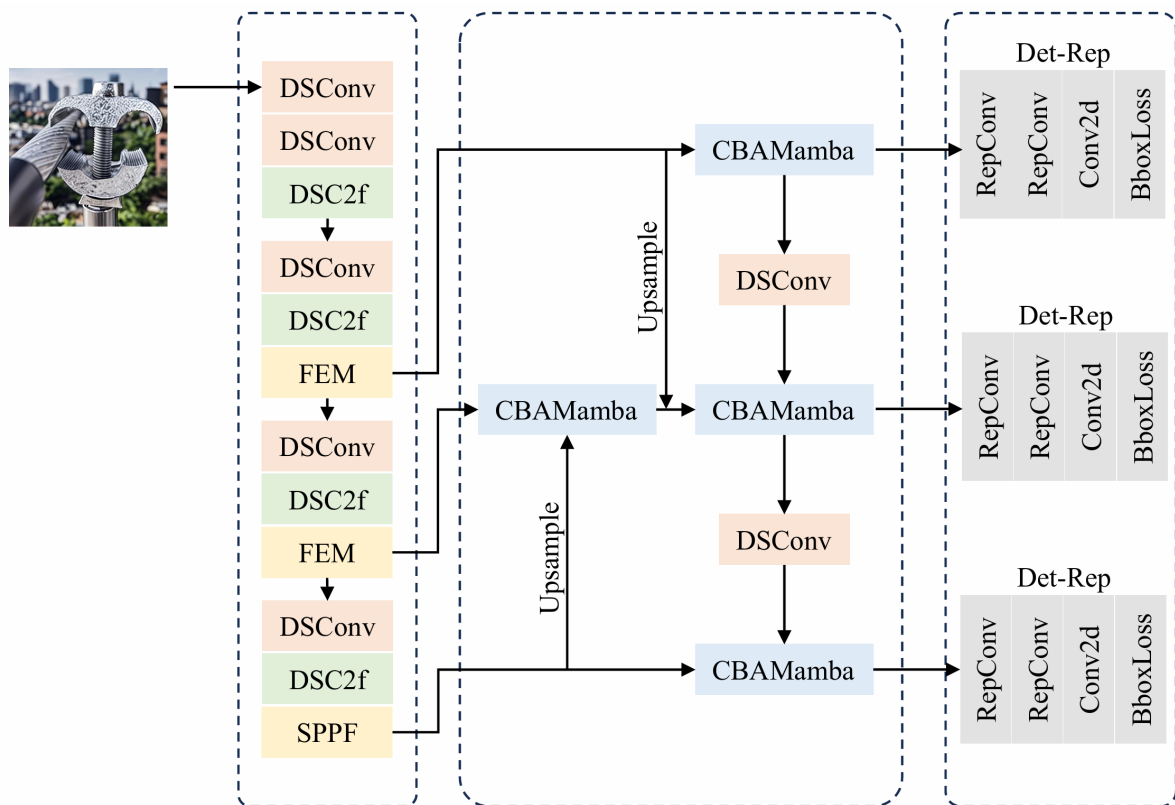 DSConv
DSConv
DSC2f
DSConv
DSC2f
FEM
DSConv
DSC2f
FEM
DSConv
DSC2f
SPPF
CBAMamba
Upsample
DSConv
CBAMamba
CBAMamba
Upsample
DSConv
CBAMamba
Det-Rep
RepConv
RepConv
Conv2d
BboxLoss
Det-Rep
RepConv
RepConv
Conv2d
BboxLoss
Det-Rep
RepConv
RepConv
Conv2d
BboxLoss